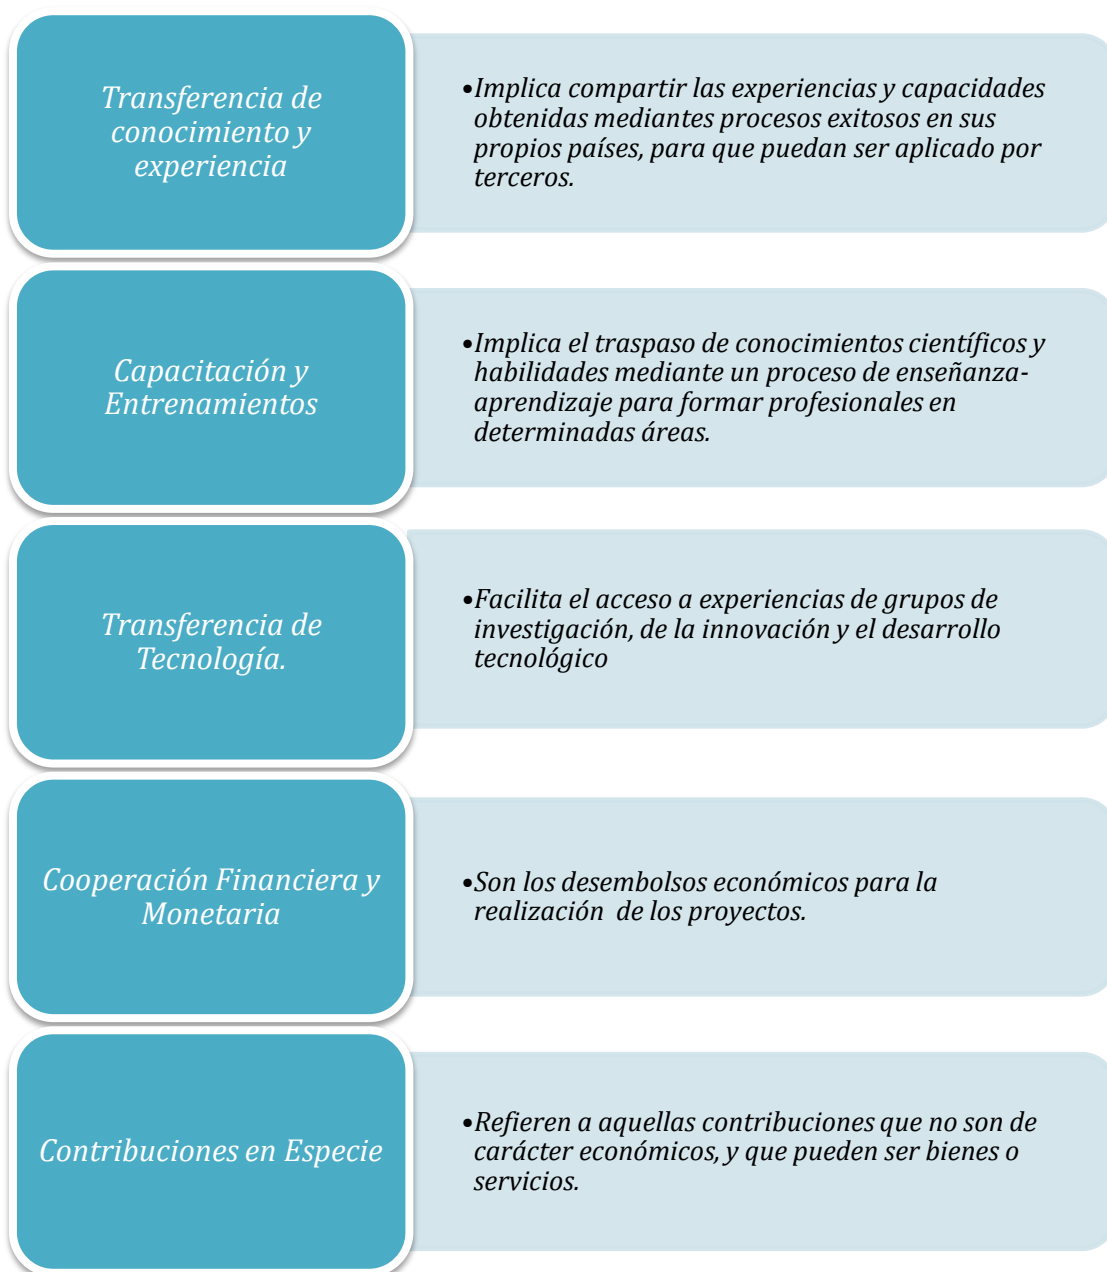 Transferencia de
conocimiento y
experiencia
•Implica compartir las experiencias y capacidades
obtenidas mediantes procesos exitosos en sus
propios países, para que puedan ser aplicado por
terceros.
Capacitación y
Entrenamientos
•Implica el traspaso de conocimientos científicos y
habilidades mediante un proceso de enseñanza-
aprendizaje para formar profesionales en
determinadas áreas.
Transferencia de
Tecnología.
•Facilita el acceso a experiencias de grupos de
investigación, de la innovación y el desarrollo
tecnológico
Cooperación Financiera y
Monetaria
•Son los desembolsos económicos para la
realización  de los proyectos.
Contribuciones en Especie
•Refieren a aquellas contribuciones que no son de
carácter económicos, y que pueden ser bienes o
servicios.